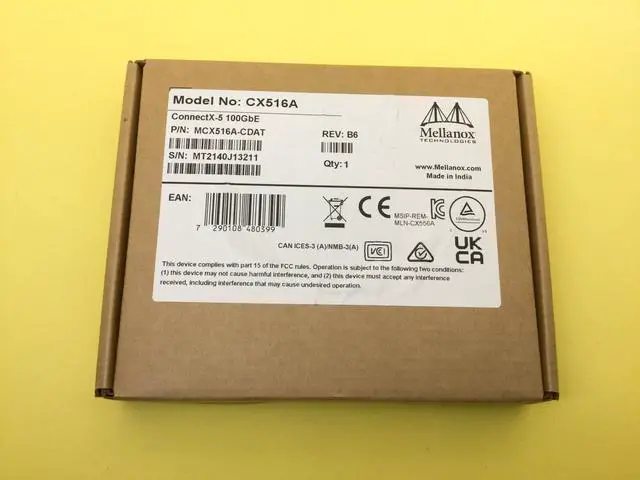 Model No: CX516A
ConnectX-5 100GbE
P/N: MCX516A-CDAT
REV: B6
S/N: MT2140J13211
Qty: 1
Mellanox
TECHNOLOGIES
www.Mellanox.com
Made in India
EAN:
7 290108 480399
CE
MSIP-REM-
MLN-CX556A
CAN ICES-3 (A)/NMB-3(A)
VCI
UK
CA
This device complies with part 15 of the FCC rules. Operation is subject to the following two conditions:
(1) this device may not cause harmful interference, and (2) this device must accept any interference
received, including interference that may cause undesired operation.